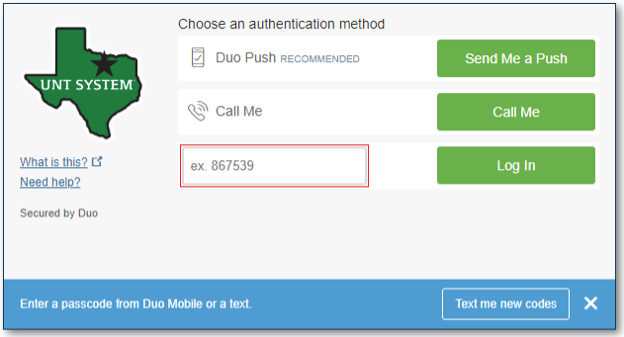 Choose an authentication method
UNT SYSTEM
Duo Push RECOMMENDED
Send Me a Push
Call Me
Call Me
ex. 867539
Log In
What is this?
Need help?
Secured by Duo
Enter a passcode from Duo Mobile or a text.
Text me new codes